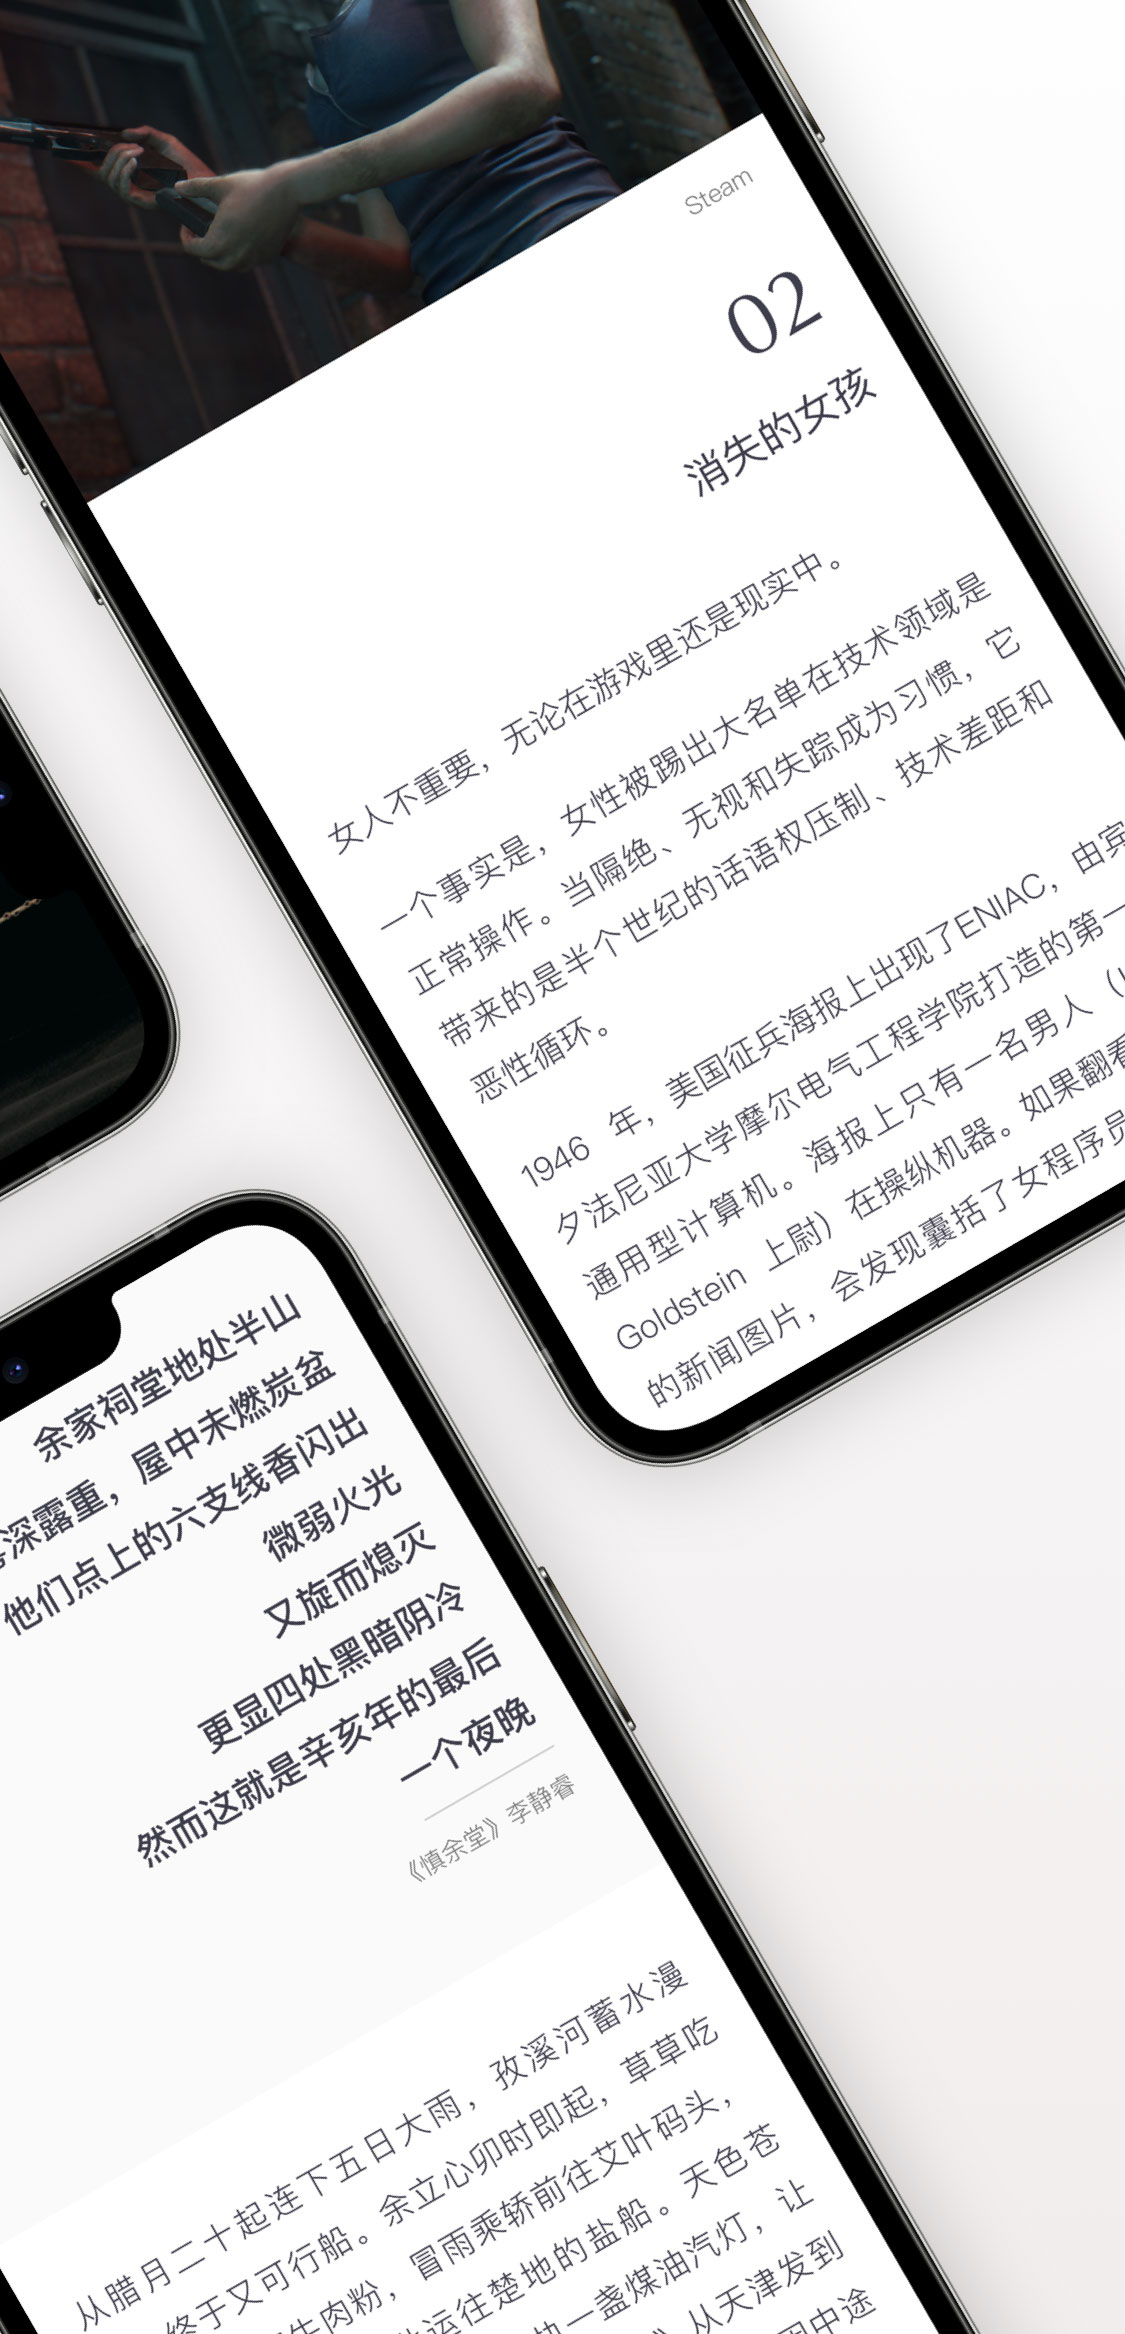 Steam
02
消失的女孩
女人不重要，无论在游戏里还是现实中。
一个事实是，女性被踢出大名单在技术领域是
正常操作。当隔绝、无视和失踪成为习惯，它
带来的是半个世纪的话语权压制、技术差距和
恶性循环。
1946 年，美国征兵海报上出现了ENIAC，由宾
夕法尼亚大学摩尔电气工程学院打造的第一
通用型计算机。海报上只有一名男人（
Goldstein 上尉）在操纵机器。如果翻看
的新闻图片，会发现囊括了女程序员
余家祠堂地处半山
深露重，屋中未燃炭盆
他们点上的六支线香闪出
微弱火光
又旋而熄灭
更显四处黑暗阴冷
然而这就是辛亥年的最后
一个夜晚
《慎余堂》李静睿
从腊月二十起连下五日大雨，孜溪河蓄水漫
终于又可行船。余立心卯时即起，草草吃
牛肉粉，冒雨乘轿前往艾叶码头，
运往楚地的盐船。天色苍
一盏煤油汽灯，让
》从天津发到
中途